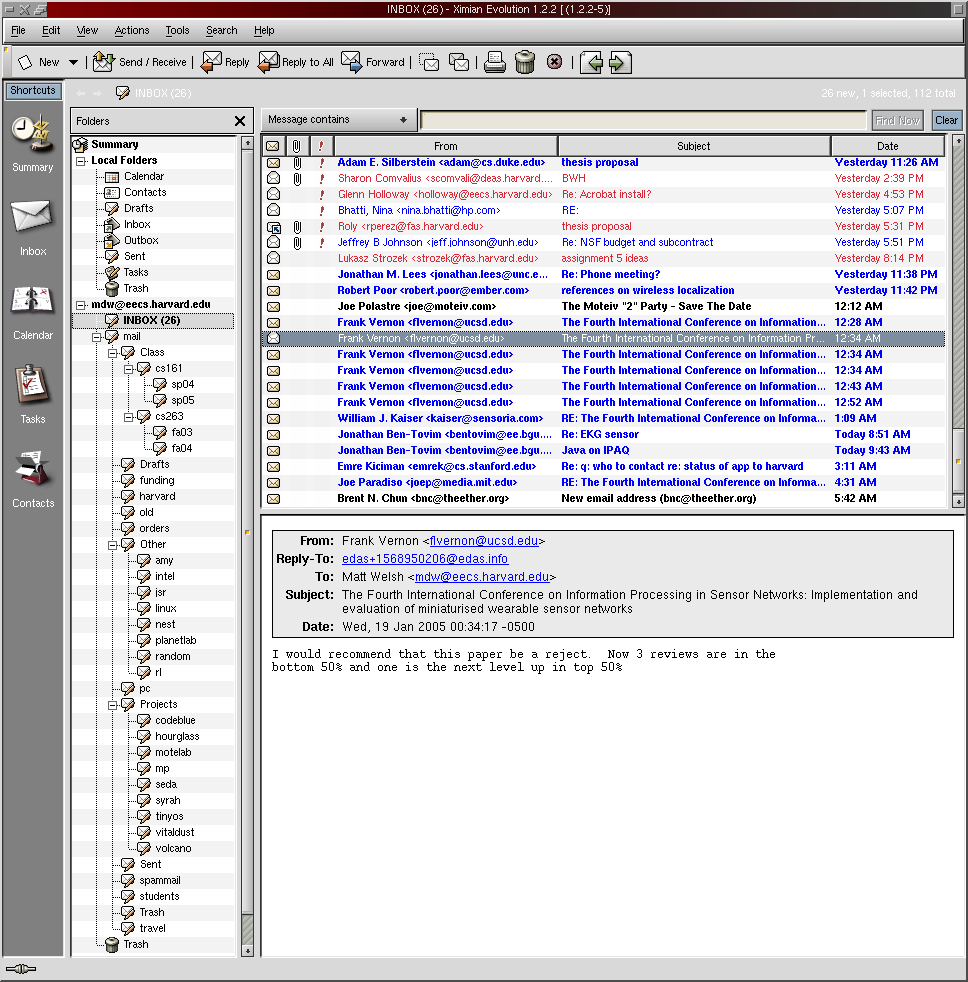 INBOX (26) - Ximian Evolution 1.2.2 [ (1.2.2-5)]
File Edit View Actions Tools Search Help
New Send / Receive Reply Reply to All Forward
Shortcuts
INBOX (26)
26 new, 1 selected, 112 total
Summary
Inbox
Calendar
Tasks
Contacts
Folders
Summary
Local Folders
Calendar
Contacts
Drafts
Inbox
Outbox
Sent
Tasks
Trash
mdw@eecs.harvard.edu
INBOX (26)
mail
Class
cs161
sp04
sp05
cs263
fa03
fa04
Drafts
funding
harvard
old
orders
Other
amy
intel
jsr
linux
nest
planetlab
random
rl
pc
Projects
codeblue
hourglass
motelab
mp
seda
syrah
tinyos
vitaldust
volcano
Sent
spammail
students
Trash
travel
Trash
Message contains Find Now Clear
! From Subject Date
Adam E. Silberstein <adam@cs.duke.edu> thesis proposal Yesterday 11:26 AM
Sharon Comvalius <scomvali@deas.harvard.... BWH Yesterday 2:39 PM
Glenn Holloway <holloway@eecs.harvard.edu> Re: Acrobat install? Yesterday 4:53 PM
Bhatti, Nina <nina.bhatti@hp.com> RE: Yesterday 5:07 PM
Roly <rperez@fas.harvard.edu> thesis proposal Yesterday 5:31 PM
Jeffrey B Johnson <jeff.johnson@unh.edu> Re: NSF budget and subcontract Yesterday 5:51 PM
Lukasz Strozek <strozek@fas.harvard.edu> assignment 5 ideas Yesterday 8:14 PM
Jonathan M. Lees <jonathan.lees@unc.e... Re: Phone meeting? Yesterday 11:38 PM
Robert Poor <robert.poor@ember.com> references on wireless localization Yesterday 11:42 PM
Joe Polastre <joe@moteiv.com> The Moteiv "2" Party - Save The Date 12:12 AM
Frank Vernon <flvernon@ucsd.edu> The Fourth International Conference on Information... 12:28 AM
Frank Vernon <flvernon@ucsd.edu> The Fourth International Conference on Information Pr... 12:34 AM
Frank Vernon <flvernon@ucsd.edu> The Fourth International Conference on Information... 12:34 AM
Frank Vernon <flvernon@ucsd.edu> The Fourth International Conference on Information... 12:34 AM
Frank Vernon <flvernon@ucsd.edu> The Fourth International Conference on Information... 12:43 AM
Frank Vernon <flvernon@ucsd.edu> The Fourth International Conference on Information... 12:52 AM
William J. Kaiser <kaiser@sensoria.com> RE: The Fourth International Conference on Informa... 1:09 AM
Jonathan Ben-Tovim <bentovim@ee.bgu.... Re: EKG sensor Today 8:51 AM
Jonathan Ben-Tovim <bentovim@ee.bgu.... Java on IPAQ Today 9:43 AM
Emre Kiciman <emrek@cs.stanford.edu> Re: q: who to contact re: status of app to harvard 3:11 AM
Joe Paradiso <joep@media.mit.edu> RE: The Fourth International Conference on Informa... 4:31 AM
Brent N. Chun <bnc@theether.org> New email address (bnc@theether.org) 5:42 AM
From: Frank Vernon <flvernon@ucsd.edu>
Reply-To: edas+1568950206@edas.info
To: Matt Welsh <mdw@eecs.harvard.edu>
Subject: The Fourth International Conference on Information Processing in Sensor Networks: Implementation and
evaluation of miniaturised wearable sensor networks
Date: Wed, 19 Jan 2005 00:34:17 -0500
I would recommend that this paper be a reject. Now 3 reviews are in the
bottom 50% and one is the next level up in top 50%